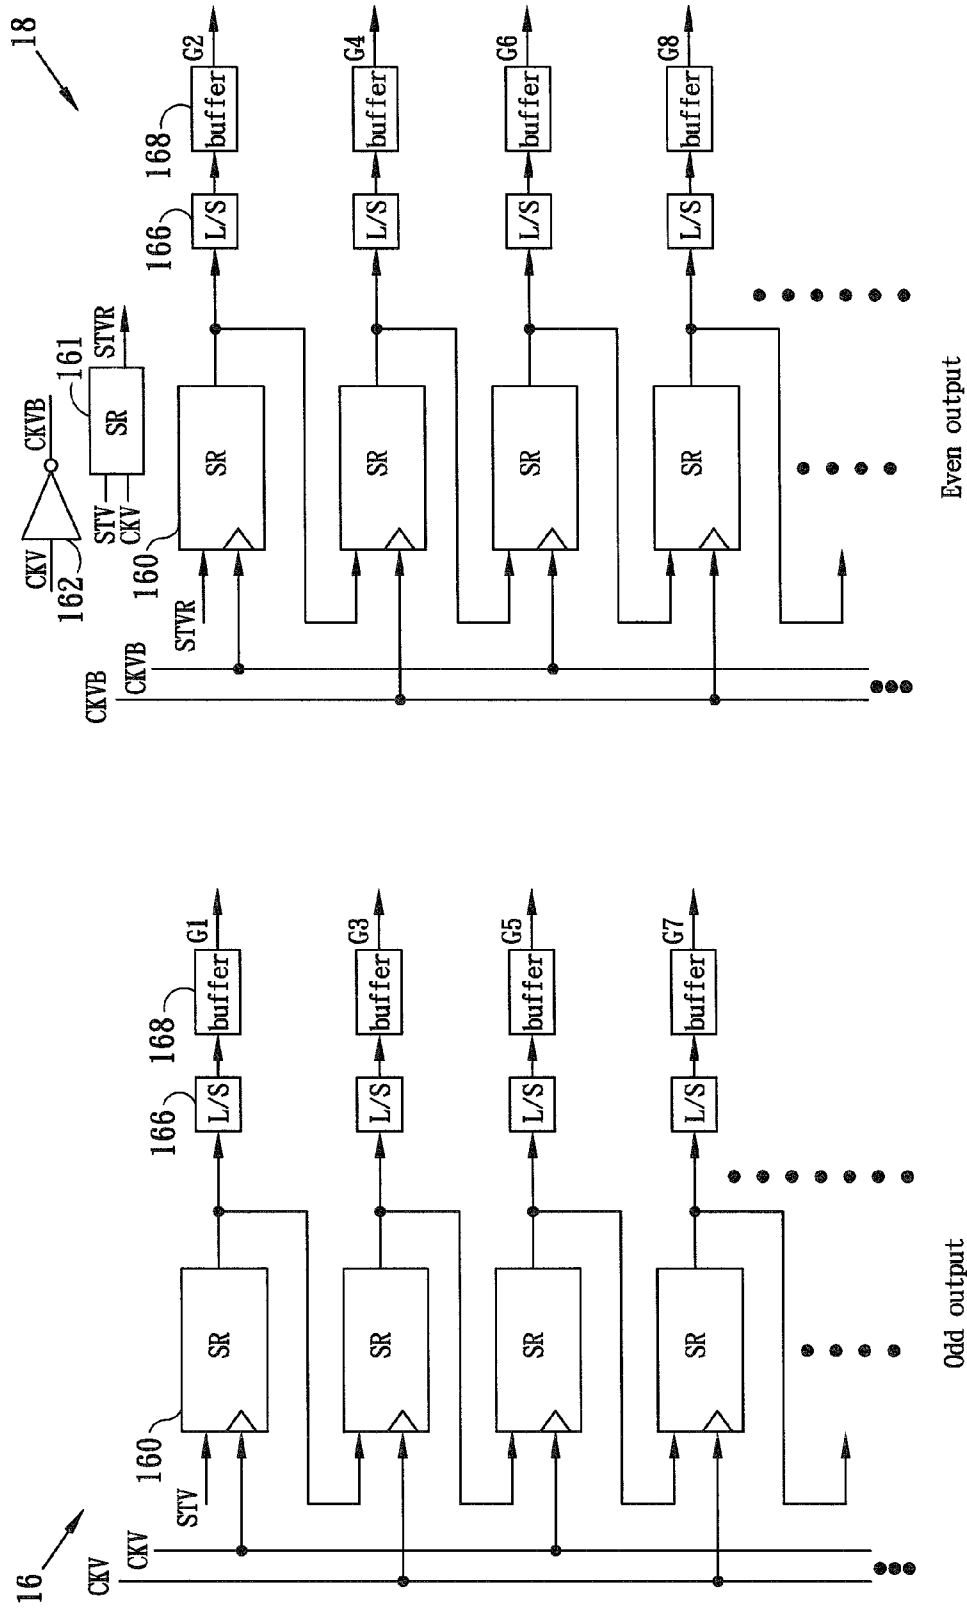 16
CKV
CKV
STV
160
SR
166
L/S
168
buffer
G1
SR
L/S
buffer
G3
SR
L/S
buffer
G5
SR
L/S
buffer
G7
Odd output
18
CKV
CKVB
162
STV
CKV
SR
161
STVR
CKVB
CKVB
STVR
160
SR
166
L/S
168
buffer
G2
SR
L/S
buffer
G4
SR
L/S
buffer
G6
SR
L/S
buffer
G8
Even output